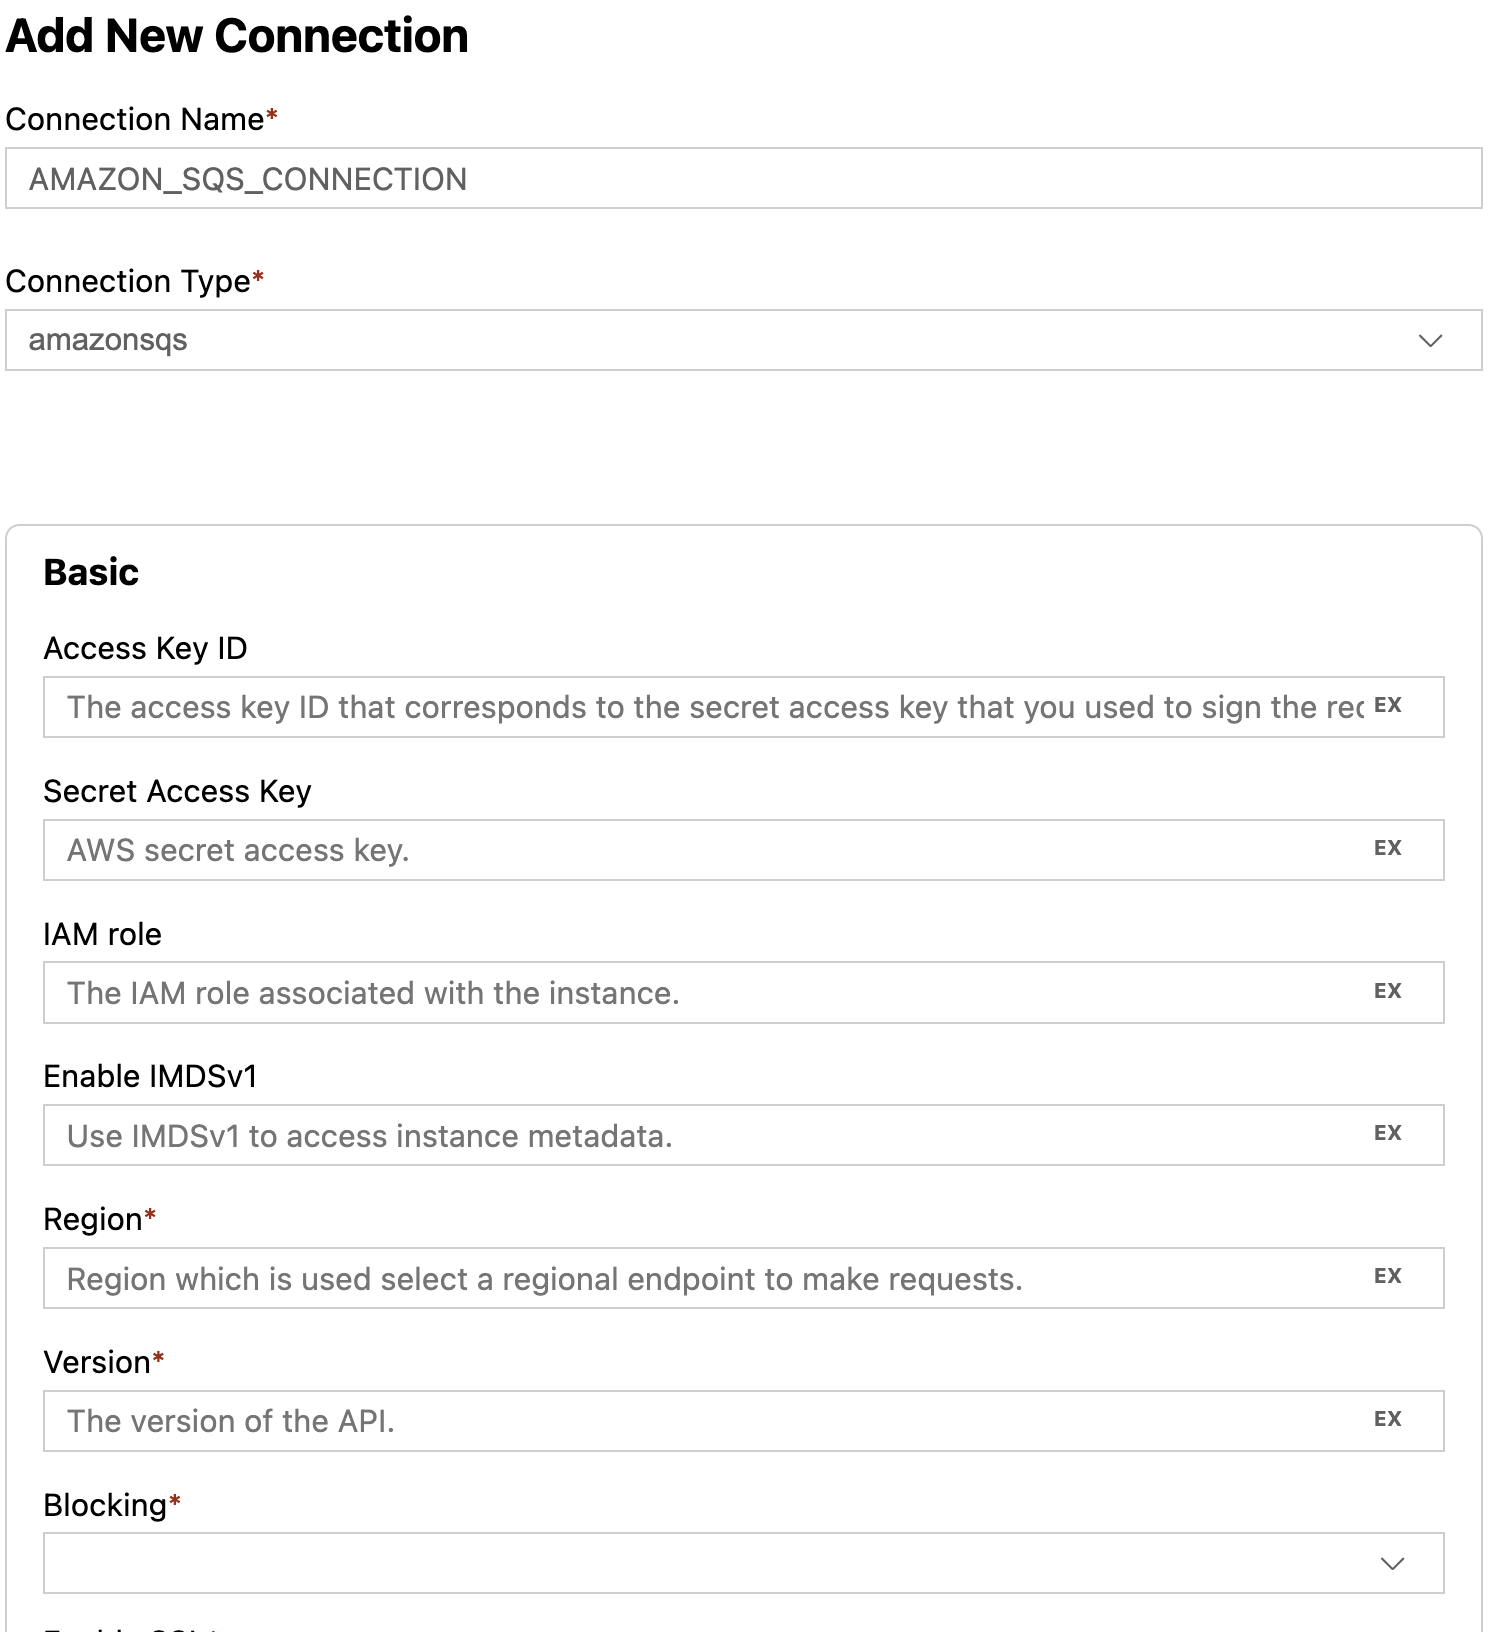 Add New Connection
Connection Name*
AMAZON_SQS_CONNECTION
Connection Type*
amazonsqs
Basic
Access Key ID
The access key ID that corresponds to the secret access key that you used to sign the EX
Secret Access Key
AWS secret access key. EX
IAM role
The IAM role associated with the instance. EX
Enable IMDSv1
Use IMDSv1 to access instance metadata. EX
Region*
Region which is used select a regional endpoint to make requests. EX
Version*
The version of the API. EX
Blocking*